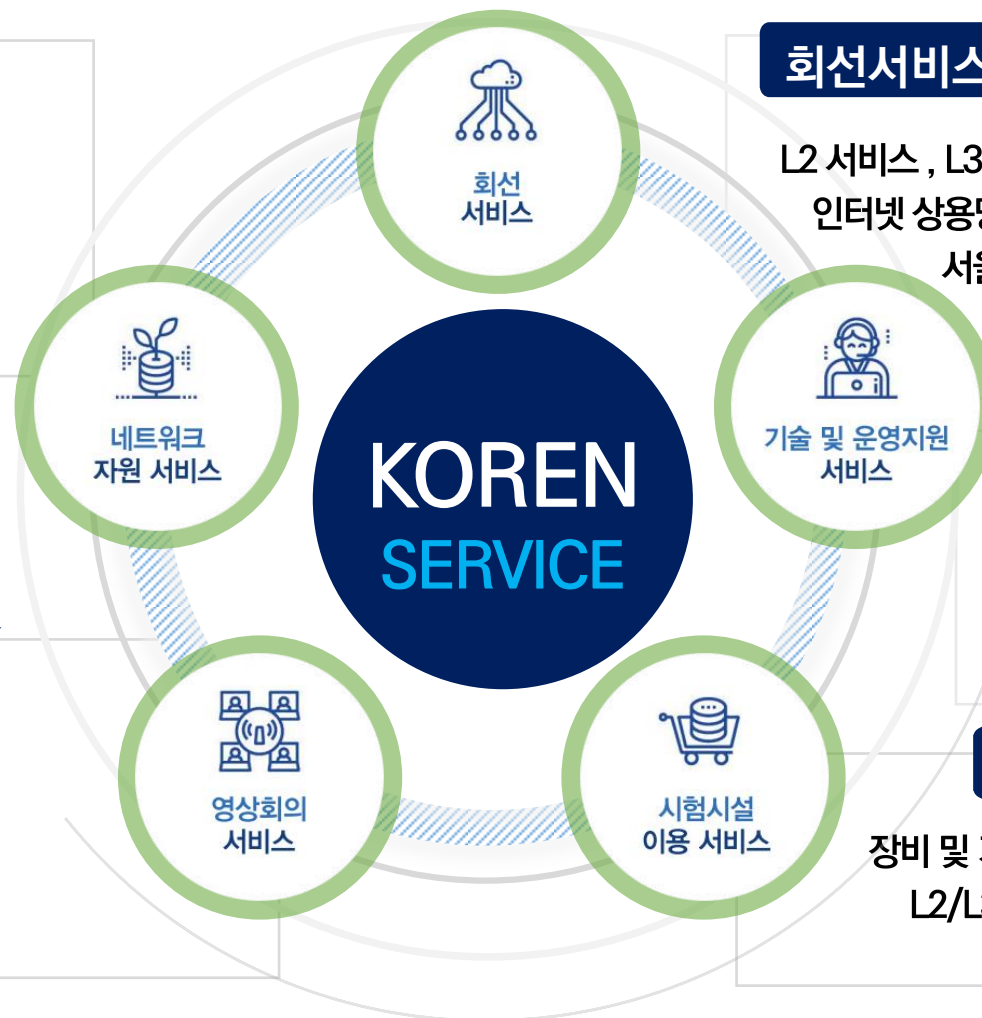 회선
서비스
회선서비스
L2 서비스 , L3
인터넷 상용
네트워크
자원 서비스
KOREN
SERVICE
기술 및 운영지원
서비스
영상회의
서비스
시험시설
이용 서비스
장비 및
L2/L